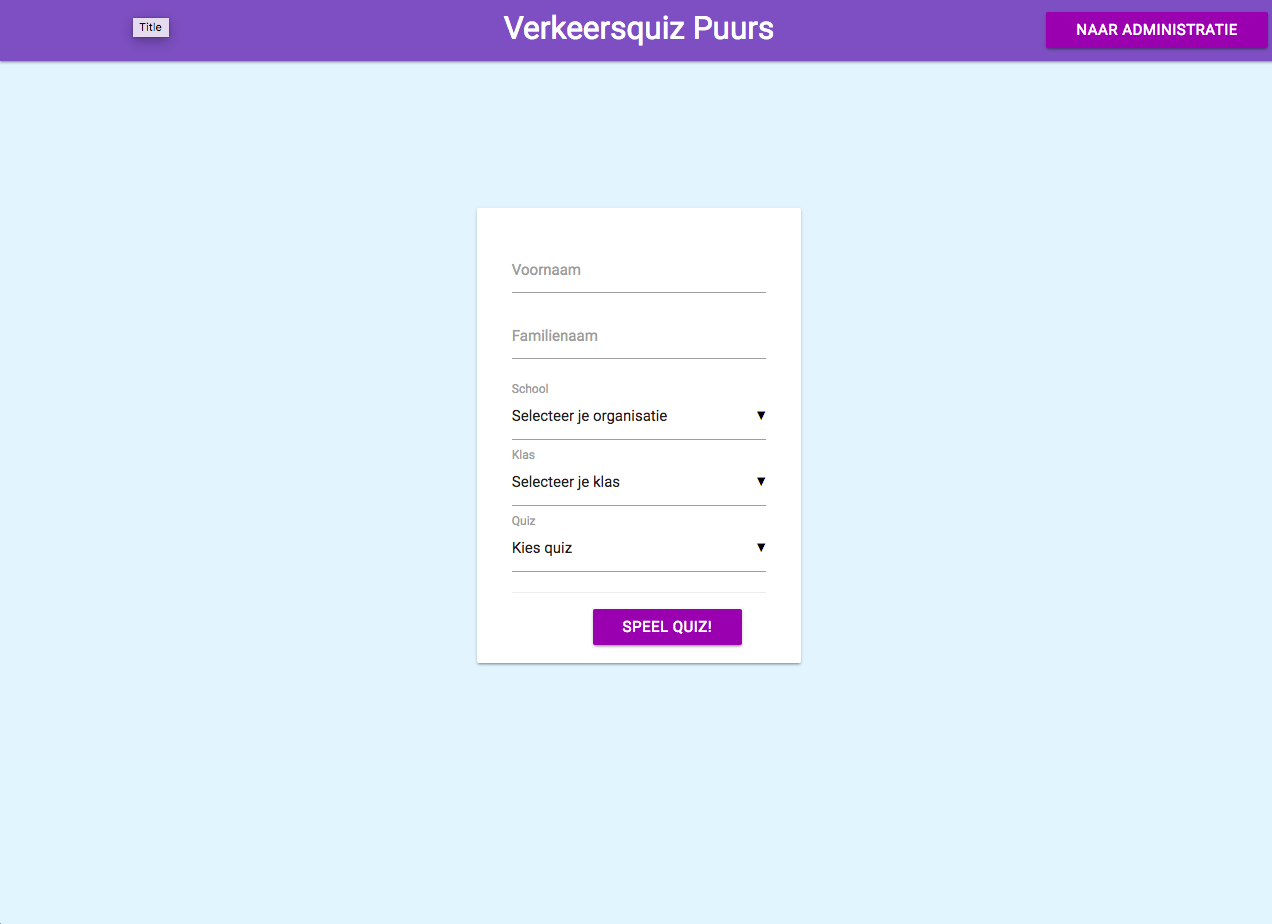 Title
Verkeersquiz Puurs
NAAR ADMINISTRATIE
Voornaam
Familienaam
School
Selecteer je organisatie
Klas
Selecteer je klas
Quiz
Kies quiz
SPEEL QUIZ!